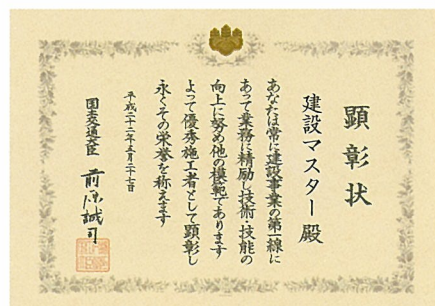 顕彰状
建設マスター殿
あなたは常に建設事業の第一線に
あって業務に精励し技術・技能の
向上に努め他の模範であります
よって優秀施工者として顕彰し
永くその栄誉を称えます
平成二十二年五月二十七日
国土交通大臣 前原誠司